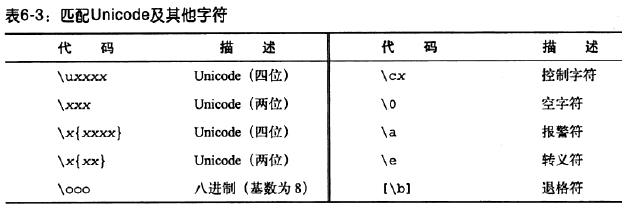 表6-3：匹配Unicode及其他字符
代 码 描 述 代 码 描 述
\uxxxx Unicode（四位） \cx 控制字符
\xxx Unicode（两位） \0 空字符
\x{xxxx} Unicode（四位） \a 报警符
\x{xx} Unicode（两位） \e 转义符
\ooo 八进制（基数为8） [\b] 退格符